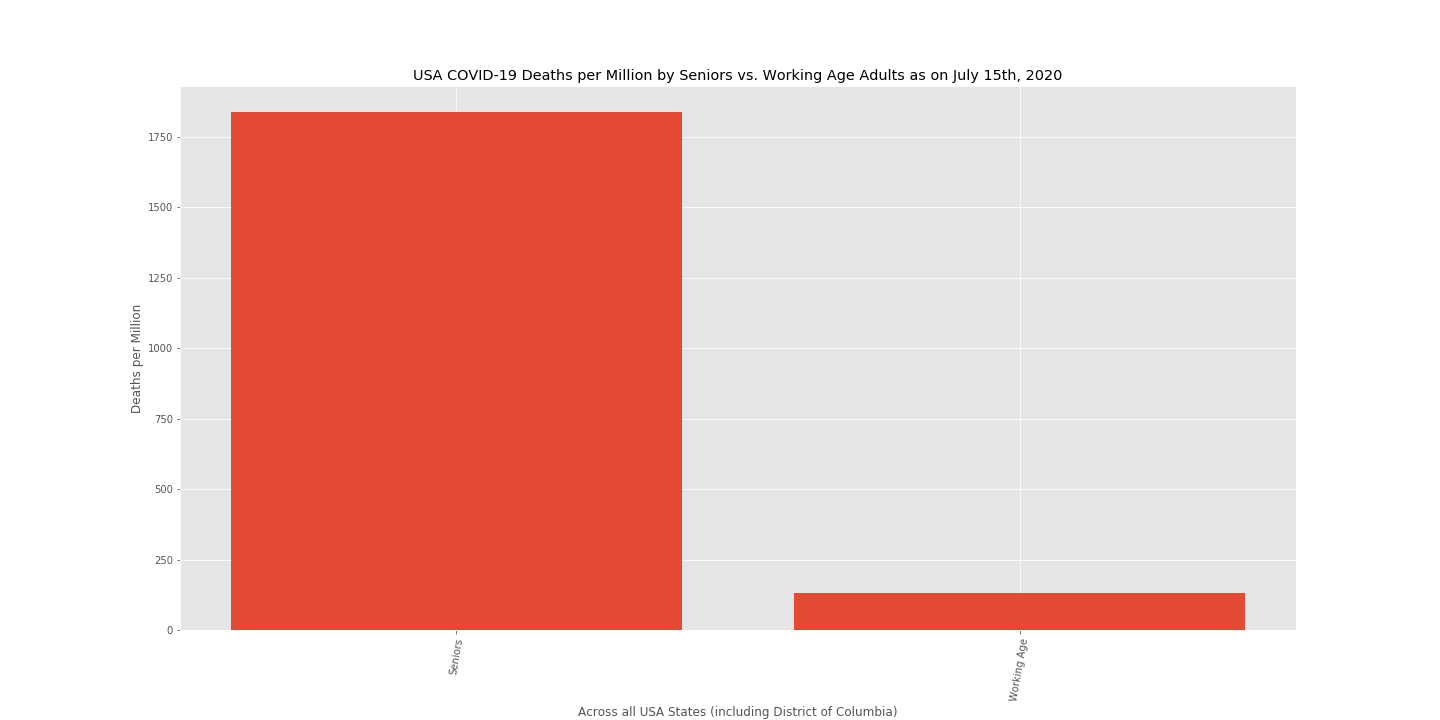 USA COVID-19 Deaths per Million by Seniors vs. Working Age Adults as on July 15th, 2020
Deaths per Million
1750
1500
1250
1000
750
500
250
0
Seniors
Working Age
Across all USA States (including District of Columbia)